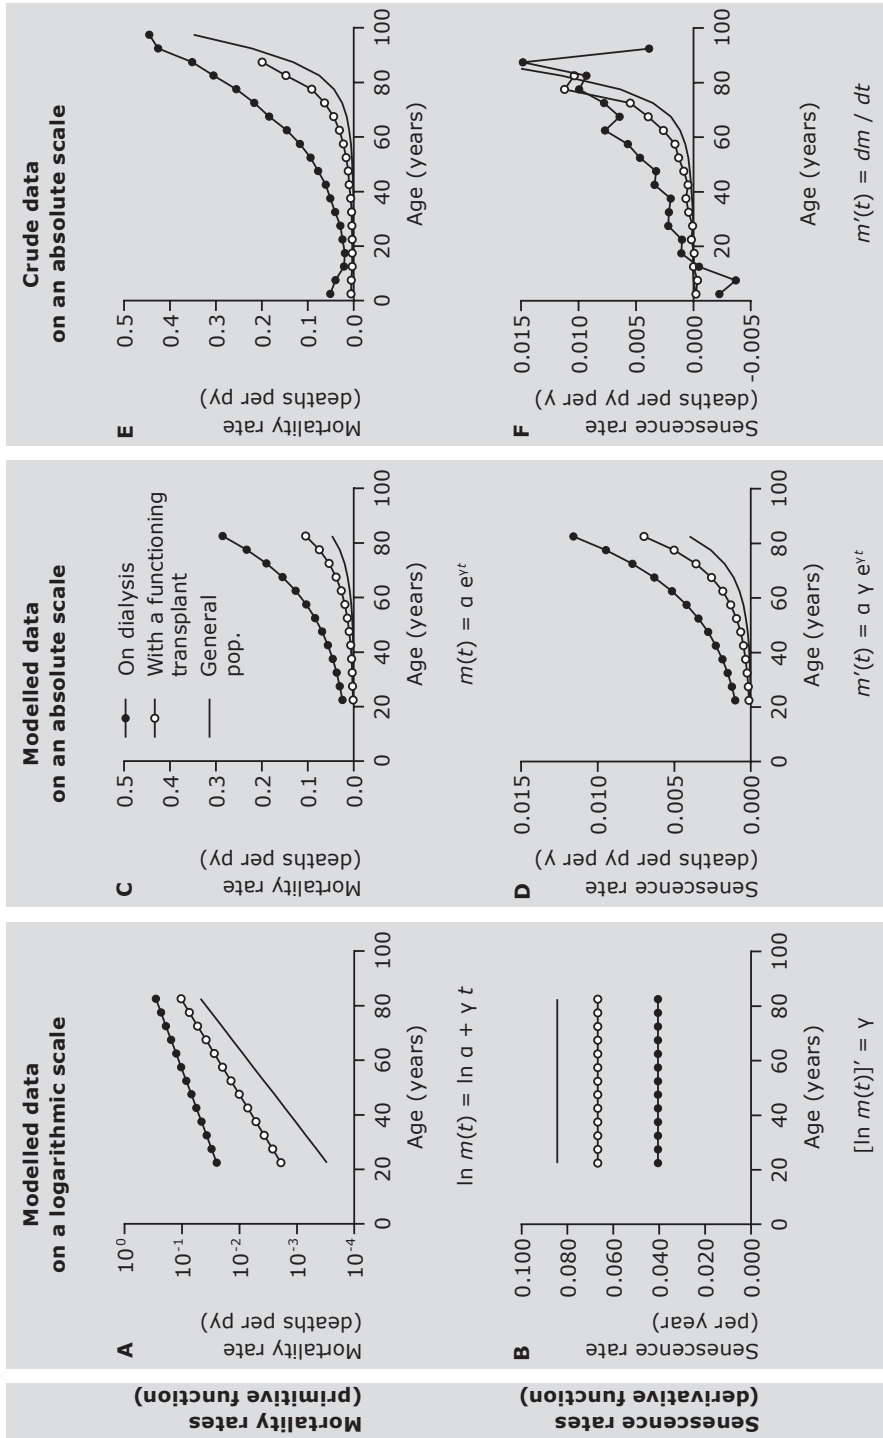 Mortality rates
(primitive function)
Senescence rates
(derivative function)
Modelled data
on a logarithmic scale
A
Mortality rate
(deaths per py)
10⁰
10⁻¹
10⁻²
10⁻³
10⁻⁴
0 20 40 60 80 100
Age (years)
ln m(t) = ln α + γ t
B
Senescence rate
(per year)
0.100
0.080
0.060
0.040
0.020
0.000
0 20 40 60 80 100
Age (years)
[ln m(t)]′ = γ
Modelled data
on an absolute scale
C
Mortality rate
(deaths per py)
0.5
0.4
0.3
0.2
0.1
0.0
On dialysis
With a functioning
transplant
General
pop.
0 20 40 60 80 100
Age (years)
m(t) = α e^γt
D
Senescence rate
(deaths per py per y)
0.015
0.010
0.005
0.000
0 20 40 60 80 100
Age (years)
m′(t) = α γ e^γt
Crude data
on an absolute scale
E
Mortality rate
(deaths per py)
0.5
0.4
0.3
0.2
0.1
0.0
0 20 40 60 80 100
Age (years)
F
Senescence rate
(deaths per py per y)
0.015
0.010
0.005
0.000
-0.005
20 40 60 80 100
Age (years)
m′(t) = dm / dt